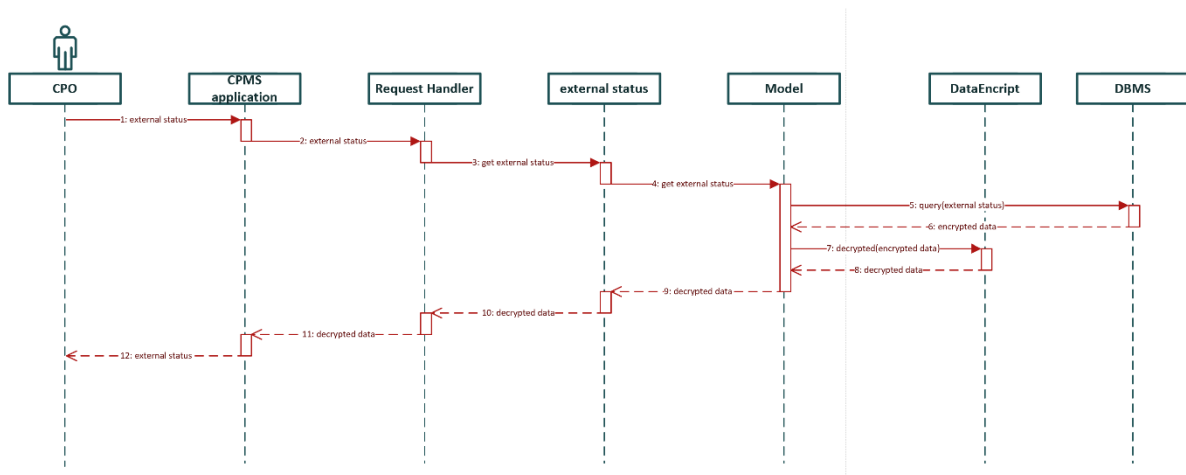 CPO
CPMS
application
Request Handler
external status
Model
DataEncript
DBMS
1: external status
2: external status
3: get external status
4: get external status
5: query(external status)
6: encrypted data
7: decrypted(encrypted data)
8: decrypted data
9: decrypted data
10: decrypted data
11: decrypted data
12: external status